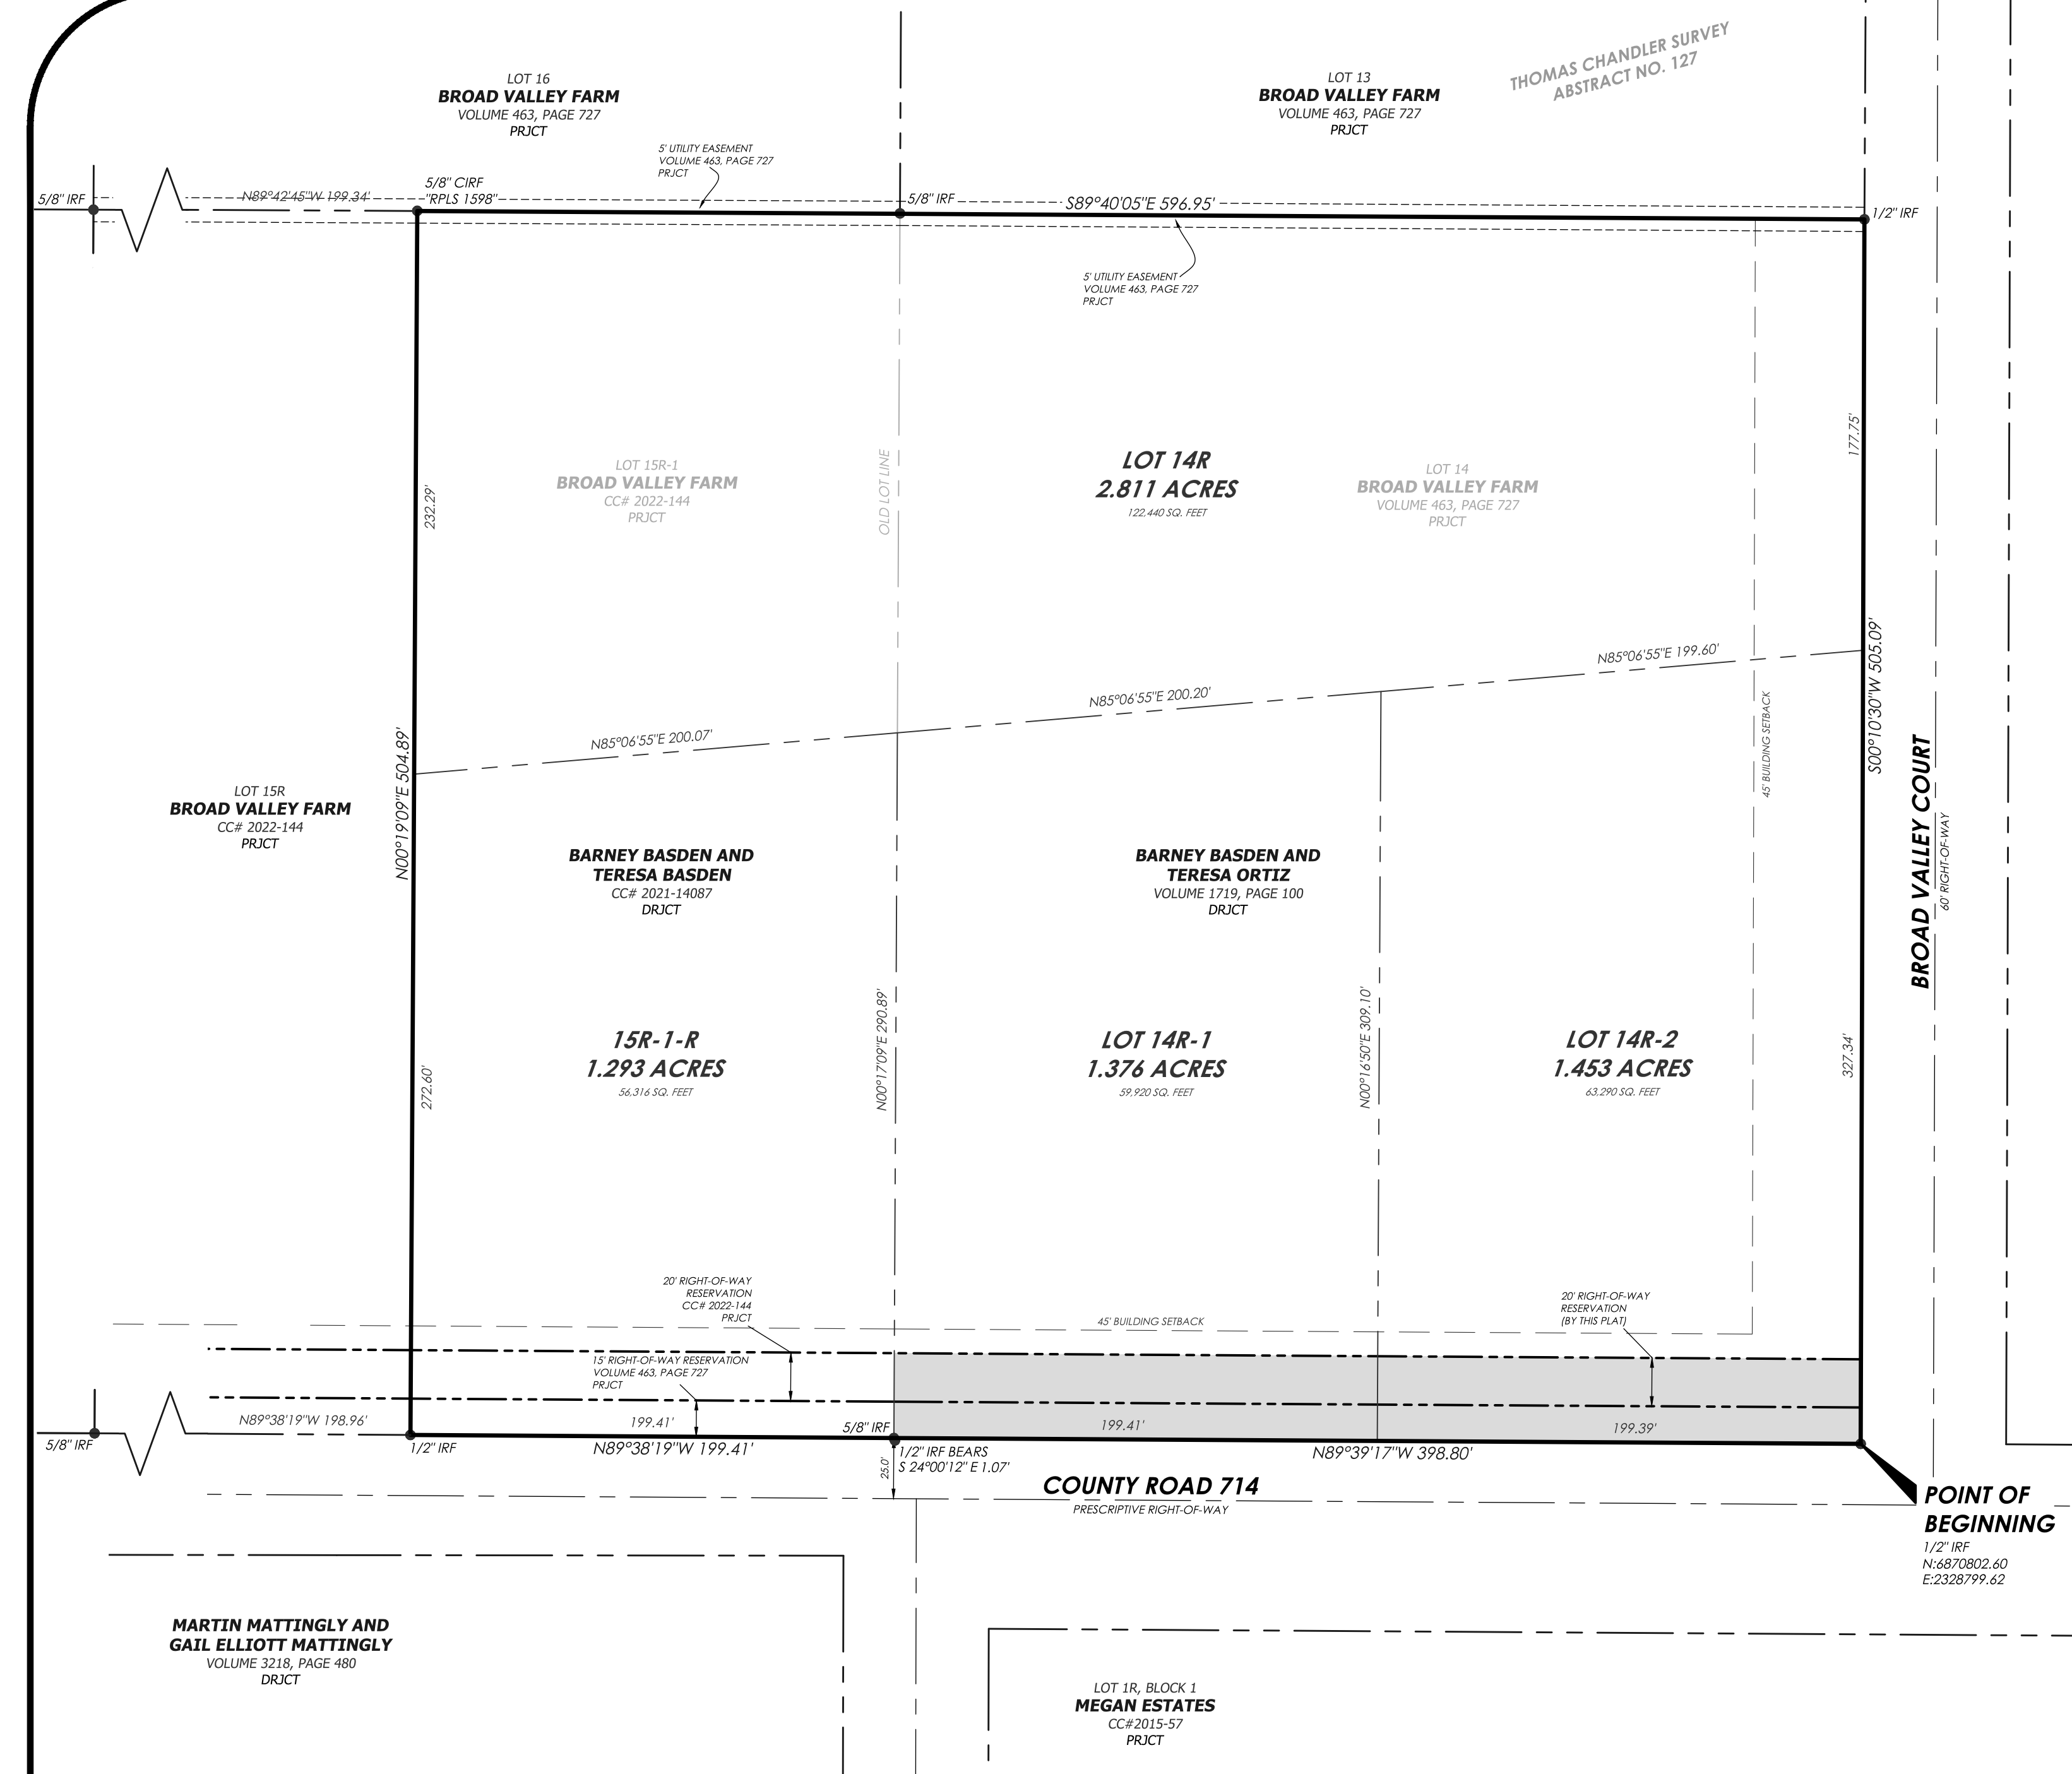 THOMAS CHANDLER SURVEY
ABSTRACT NO. 127
LOT 16
BROAD VALLEY FARM
VOLUME 463, PAGE 727
PRJCT
LOT 13
BROAD VALLEY FARM
VOLUME 463, PAGE 727
PRJCT
5' UTILITY EASEMENT
VOLUME 463, PAGE 727
PRJCT
5/8" IRF
N89°42'45"W 199.34'
5/8" CIRF
"RPLS 1598"
5/8" IRF
S89°40'05"E 596.95'
1/2" IRF
5' UTILITY EASEMENT
VOLUME 463, PAGE 727
PRJCT
177.75'
232.29'
LOT 15R-1
BROAD VALLEY FARM
CC# 2022-144
PRJCT
OLD LOT LINE
LOT 14R
2.811 ACRES
122,440 SQ. FEET
LOT 14
BROAD VALLEY FARM
VOLUME 463, PAGE 727
PRJCT
N85°06'55"E 200.07'
N85°06'55"E 200.20'
N85°06'55"E 199.60'
S00°10'30"W 505.09'
45' BUILDING SETBACK
BROAD VALLEY COURT
60' RIGHT-OF-WAY
N00°19'09"E 504.89'
LOT 15R
BROAD VALLEY FARM
CC# 2022-144
PRJCT
BARNEY BASDEN AND
TERESA BASDEN
CC# 2021-14087
DRJCT
BARNEY BASDEN AND
TERESA ORTIZ
VOLUME 1719, PAGE 100
DRJCT
272.60'
15R-1-R
1.293 ACRES
56,316 SQ. FEET
N00°17'09"E 290.89'
LOT 14R-1
1.376 ACRES
59,920 SQ. FEET
N00°16'50"E 309.10'
LOT 14R-2
1.453 ACRES
63,290 SQ. FEET
327.34'
20' RIGHT-OF-WAY
RESERVATION
CC# 2022-144
PRJCT
45' BUILDING SETBACK
20' RIGHT-OF-WAY
RESERVATION
(BY THIS PLAT)
15' RIGHT-OF-WAY RESERVATION
VOLUME 463, PAGE 727
PRJCT
5/8" IRF
N89°38'19"W 198.96'
1/2" IRF
199.41'
N89°38'19"W 199.41'
5/8" IRF
1/2" IRF BEARS
S 24°00'12" E 1.07'
25.0'
199.41'
N89°39'17"W 398.80'
199.39'
COUNTY ROAD 714
PRESCRIPTIVE RIGHT-OF-WAY
POINT OF
BEGINNING
1/2" IRF
N:6870802.60
E:2328799.62
MARTIN MATTINGLY AND
GAIL ELLIOTT MATTINGLY
VOLUME 3218, PAGE 480
DRJCT
LOT 1R, BLOCK 1
MEGAN ESTATES
CC#2015-57
PRJCT